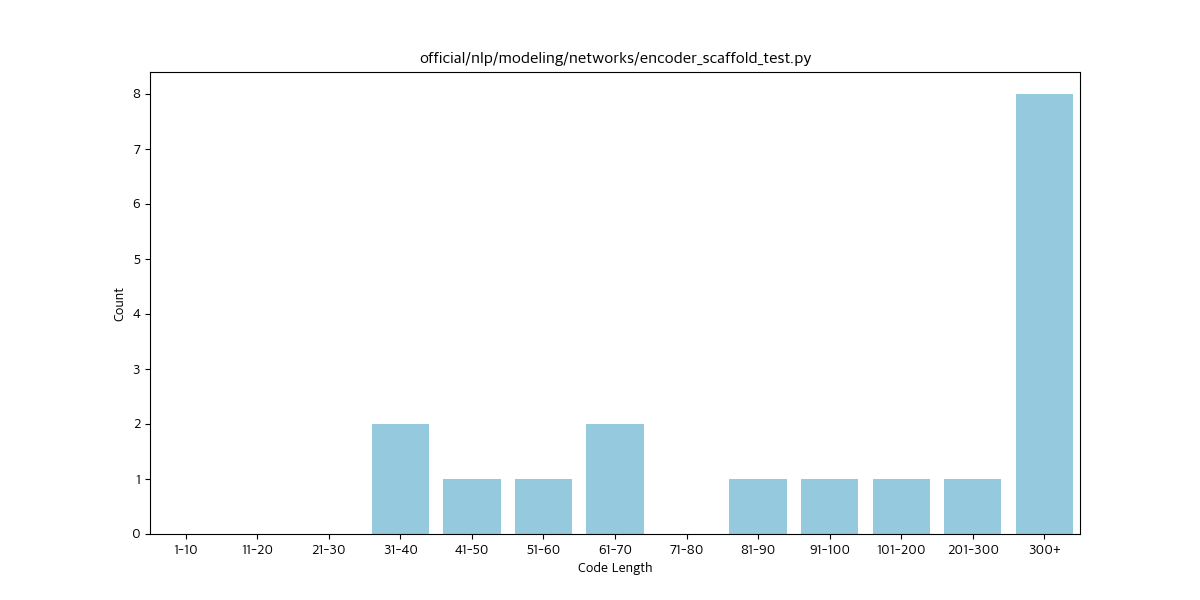 official/nlp/modeling/networks/encoder_scaffold_test.py
8
7
6
5
4
3
2
1
0
Count
1-10 11-20 21-30 31-40 41-50 51-60 61-70 71-80 81-90 91-100 101-200 201-300 300+
Code Length